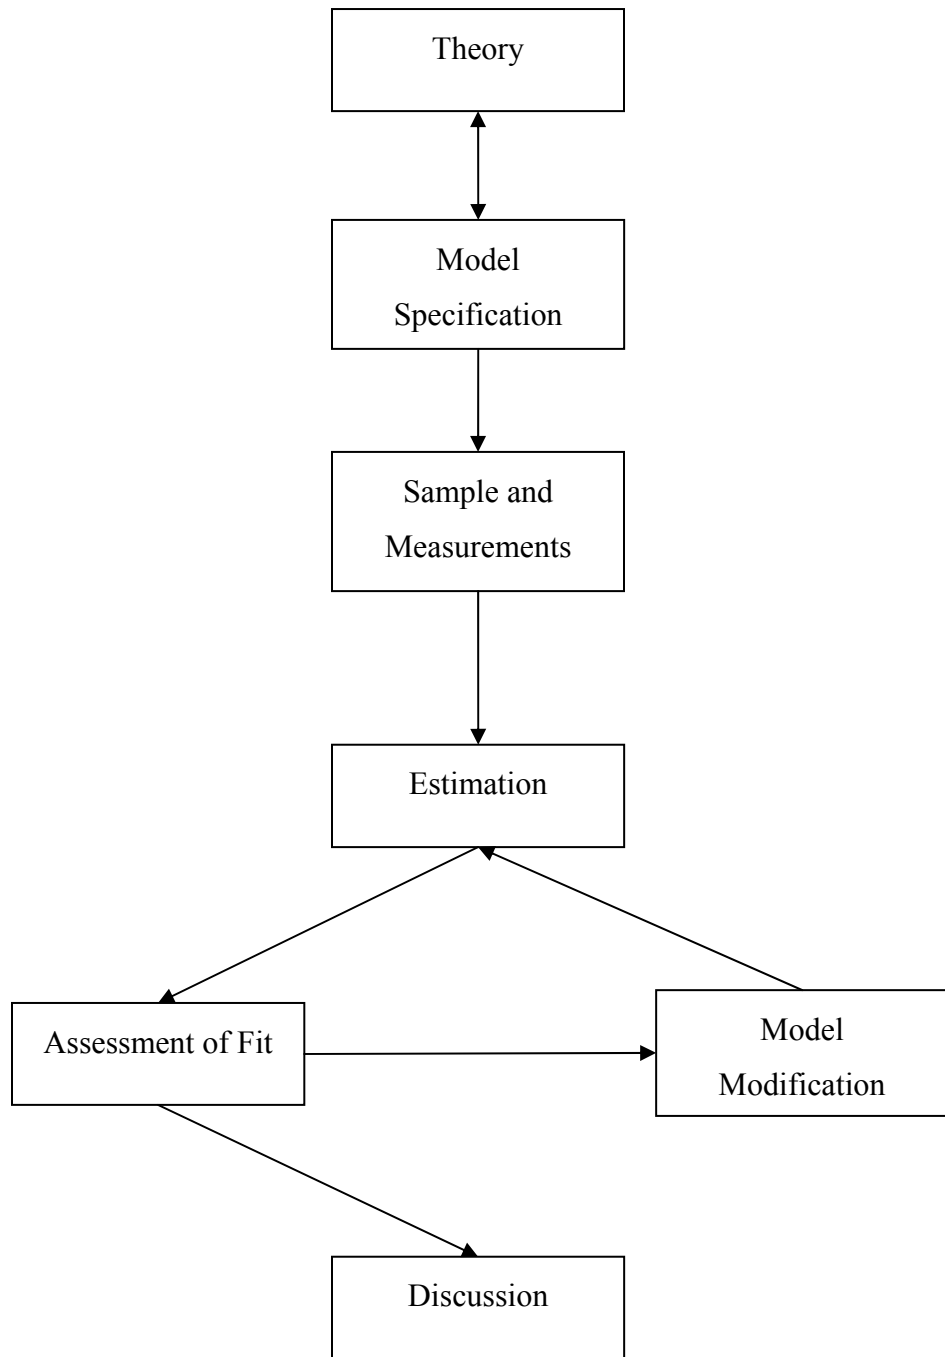 Theory
Model
Specification
Sample and
Measurements
Estimation
Assessment of Fit
Model
Modification
Discussion